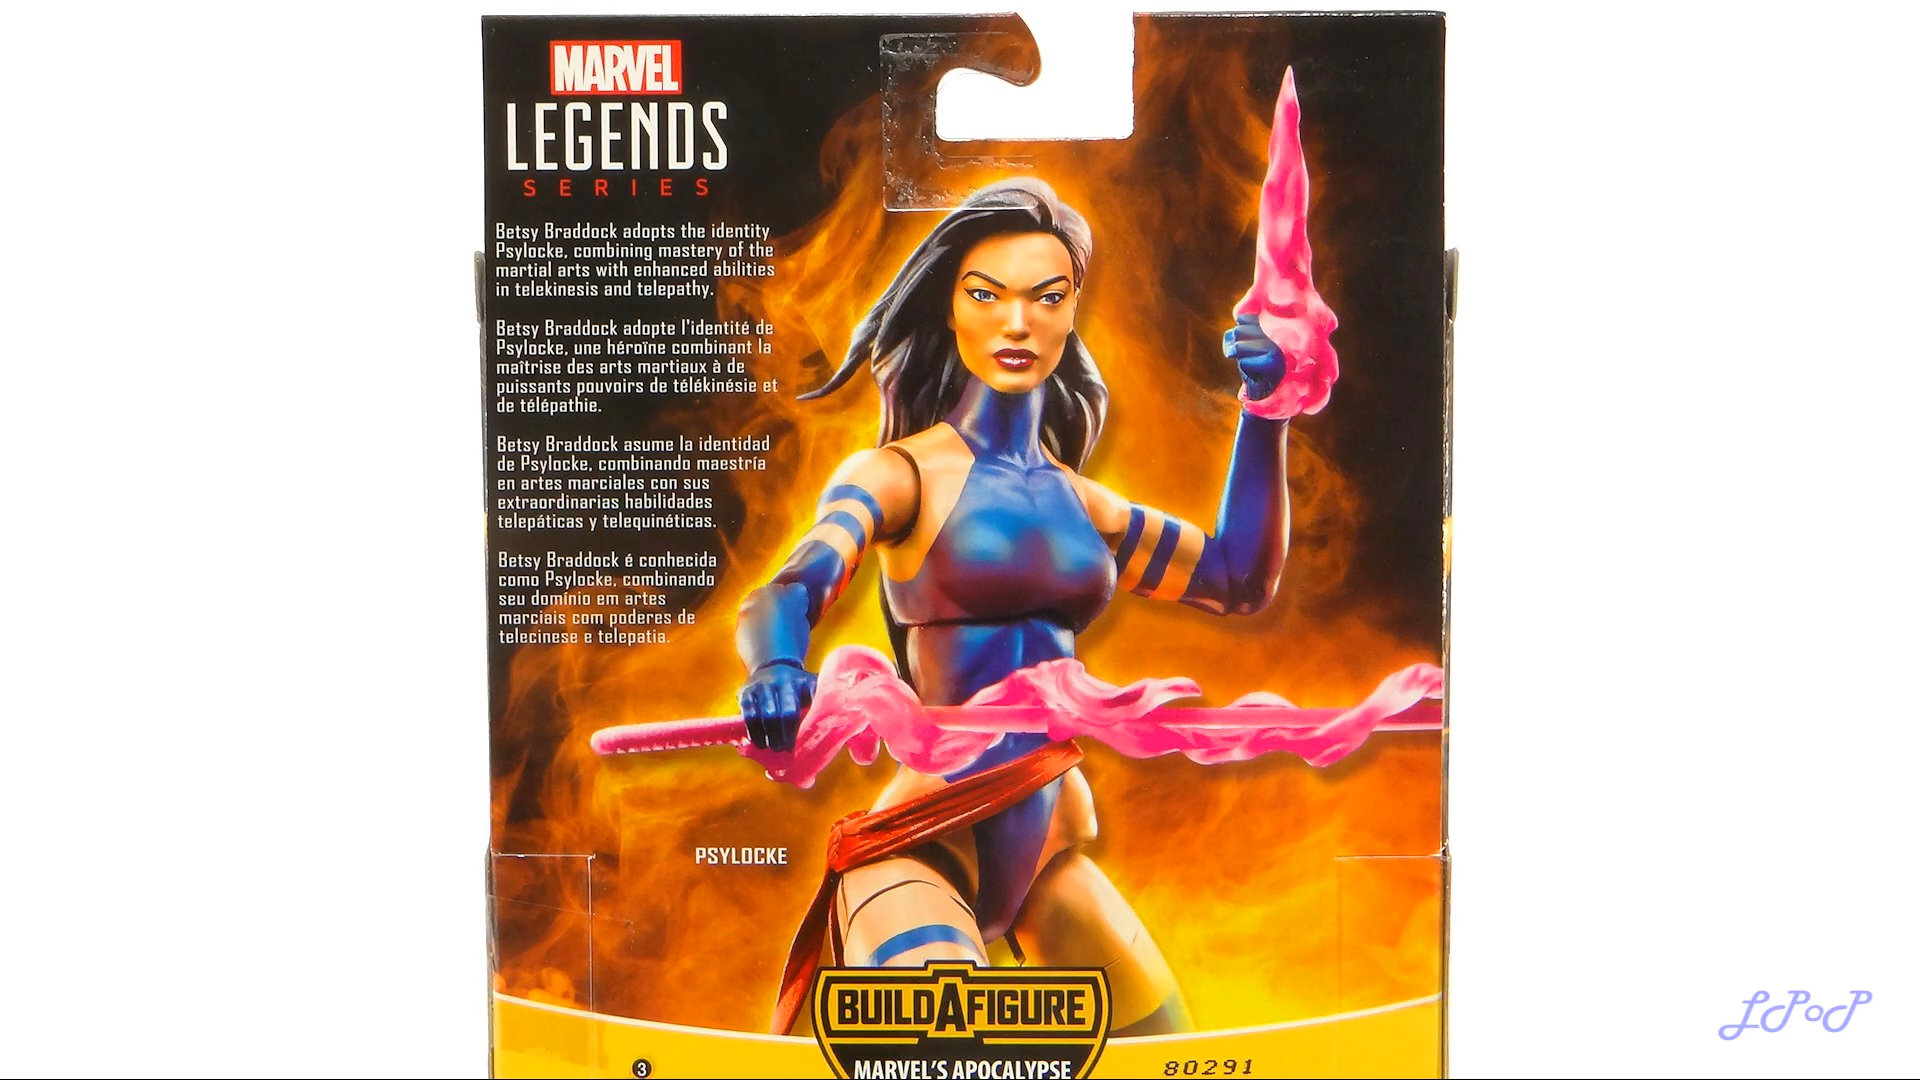 MARVEL
LEGENDS
SERIES
Betsy Braddock adopts the identity
Psylocke, combining mastery of the
martial arts with enhanced abilities
in telekinesis and telepathy.
Betsy Braddock adopte l'identité de
Psylocke, une héroïne combinant la
maîtrise des arts martiaux à de
puissants pouvoirs de télékinésie et
de télépathie.
Betsy Braddock asume la identidad
de Psylocke, combinando maestría
en artes marciales con sus
extraordinarias habilidades
telepáticas y telequinéticas.
Betsy Braddock é conhecida
como Psylocke, combinando
seu domínio em artes
marciais com poderes de
telecinese e telepatia.
PSYLOCKE
BUILDAFIGURE
MARVEL'S APOCALYPSE
3
80291
LPoP